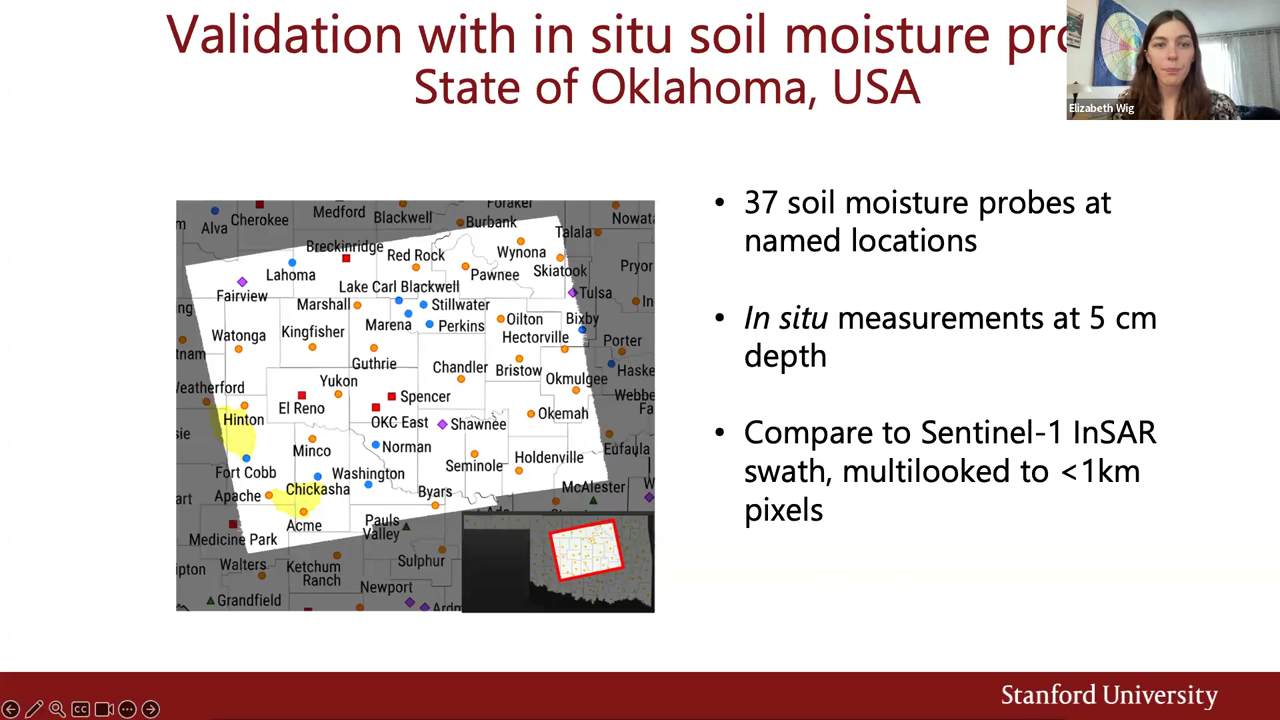 Validation with in situ soil moisture pro
State of Oklahoma, USA
Elizabeth Wig
• 37 soil moisture probes at
named locations
• In situ measurements at 5 cm
depth
• Compare to Sentinel-1 InSAR
swath, multilooked to <1km
pixels
Alva
Cherokee
Medford
Blackwell
Foraker
Burbank
Nowat
Talala
Breckinridge
Red Rock
Wynona
Lahoma
Pawnee
Skiatook
Pryor
Fairview
Lake Carl Blackwell
Tulsa
Marshall
Stillwater
Marena
Perkins
Oilton
Bixby
Watonga
Kingfisher
Hectorville
Porter
Guthrie
Chandler
Bristow
Haske
Weatherford
Yukon
Okmulgee
Webbe
El Reno
Spencer
Hinton
OKC East
Shawnee
Okemah
Minco
Norman
Eufaula
Fort Cobb
Washington
Seminole
Holdenville
Apache
Chickasha
Byars
McAlester
Acme
Pauls
Valley
Medicine Park
Walters
Ketchum
Ranch
Sulphur
Newport
Grandfield
Ardm
CC
Stanford University